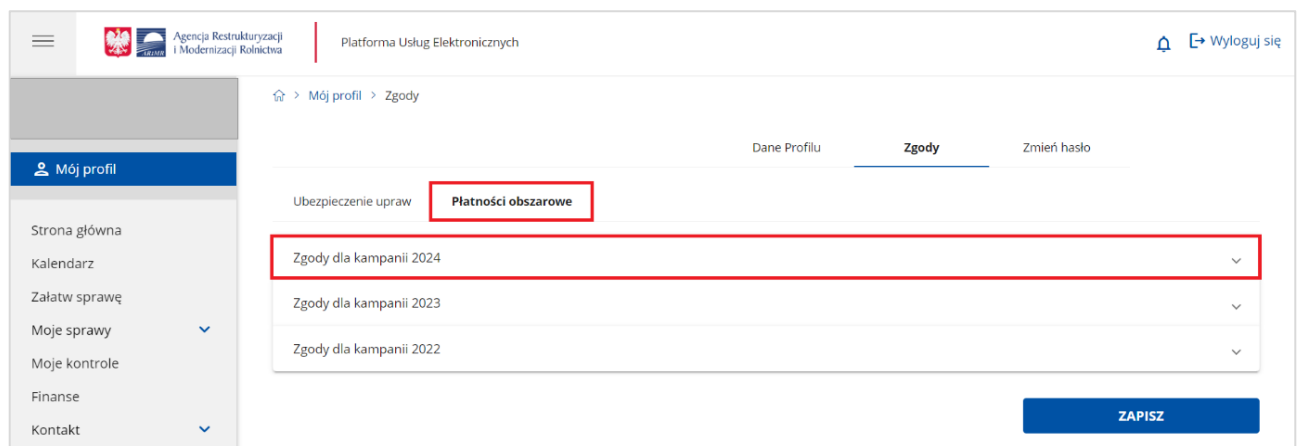 Agencja Restrukturyzacji
i Modernizacji Rolnictwa
ARiMR
Platforma Usług Elektronicznych
Wyloguj się
Mój profil > Zgody
Mój profil
Dane Profilu
Zgody
Zmień hasło
Ubezpieczenie upraw
Płatności obszarowe
Strona główna
Kalendarz
Załatw sprawę
Moje sprawy
Moje kontrole
Finanse
Kontakt
Zgody dla kampanii 2024
Zgody dla kampanii 2023
Zgody dla kampanii 2022
ZAPISZ